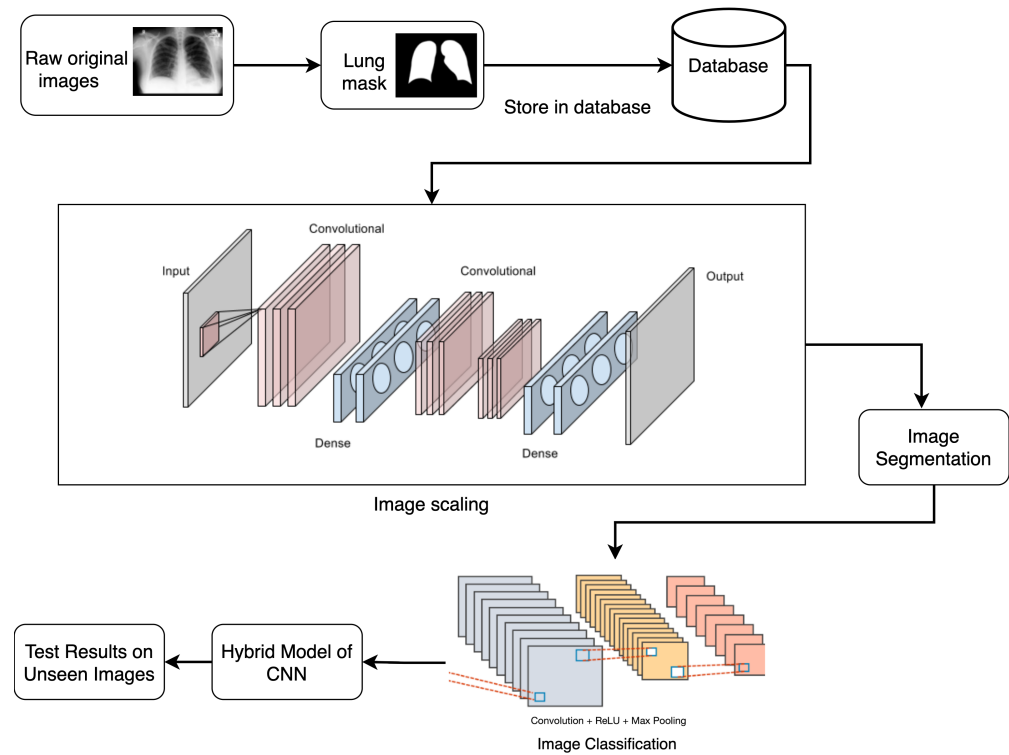 Raw original
images
Lung
mask
Database
Store in database
Convolutional
Input
Convolutional
Output
Dense
Dense
Image
Segmentation
Image scaling
Test Results on
Unseen Images
Hybrid Model of
CNN
Convolution + ReLU + Max Pooling
Image Classification